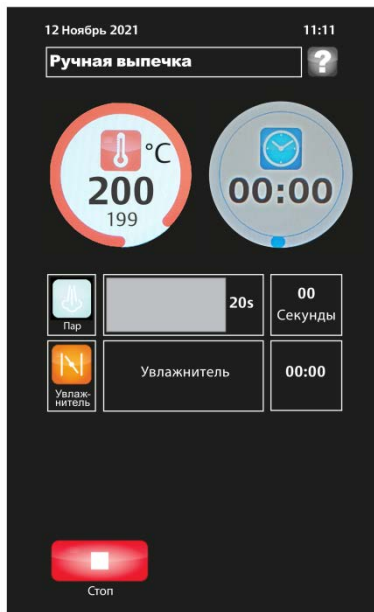 12 Ноябрь 2021 11:11
Ручная выпечка ?
°C
200
199
00:00
20s
00
Секунды
Пар
Увлажнитель
00:00
Увлаж-
нитель
Стоп